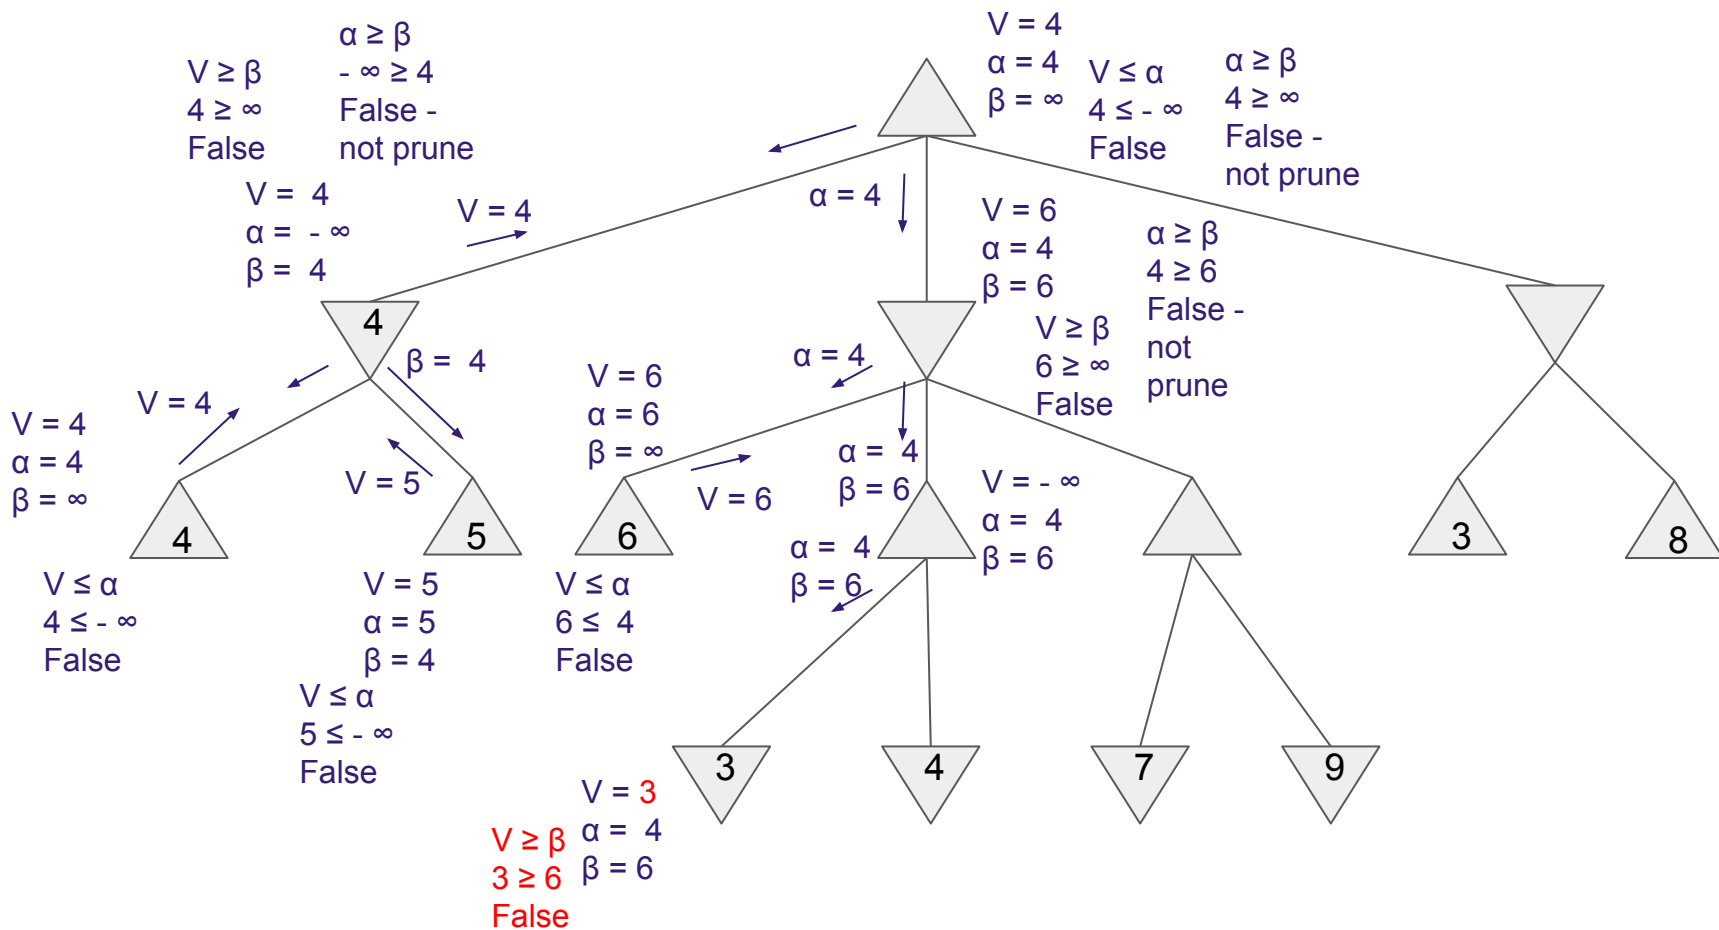 V ≥ β
4 ≥ ∞
False
α ≥ β
- ∞ ≥ 4
False -
not prune
V = 4
α = 4
β = ∞
V ≤ α
4 ≤ - ∞
False
α ≥ β
4 ≥ ∞
False -
not prune
V =  4
α =  - ∞
β =  4
V = 4
α = 4
V = 6
α = 4
β = 6
α ≥ β
4 ≥ 6
False -
not
prune
4
β =  4
α = 4
V ≥ β
6 ≥ ∞
False
V = 4
α = 4
β = ∞
V = 4
V = 5
V = 6
α = 6
β = ∞
V = 6
α =  4
β = 6
V = - ∞
α =  4
β = 6
4
5
6
α =  4
β = 6
3
8
V ≤ α
4 ≤ - ∞
False
V = 5
α = 5
β = 4
V ≤ α
5 ≤ - ∞
False
V ≤ α
6 ≤  4
False
3
4
7
9
V = 3
α =  4
β = 6
V ≥ β
3 ≥ 6
False